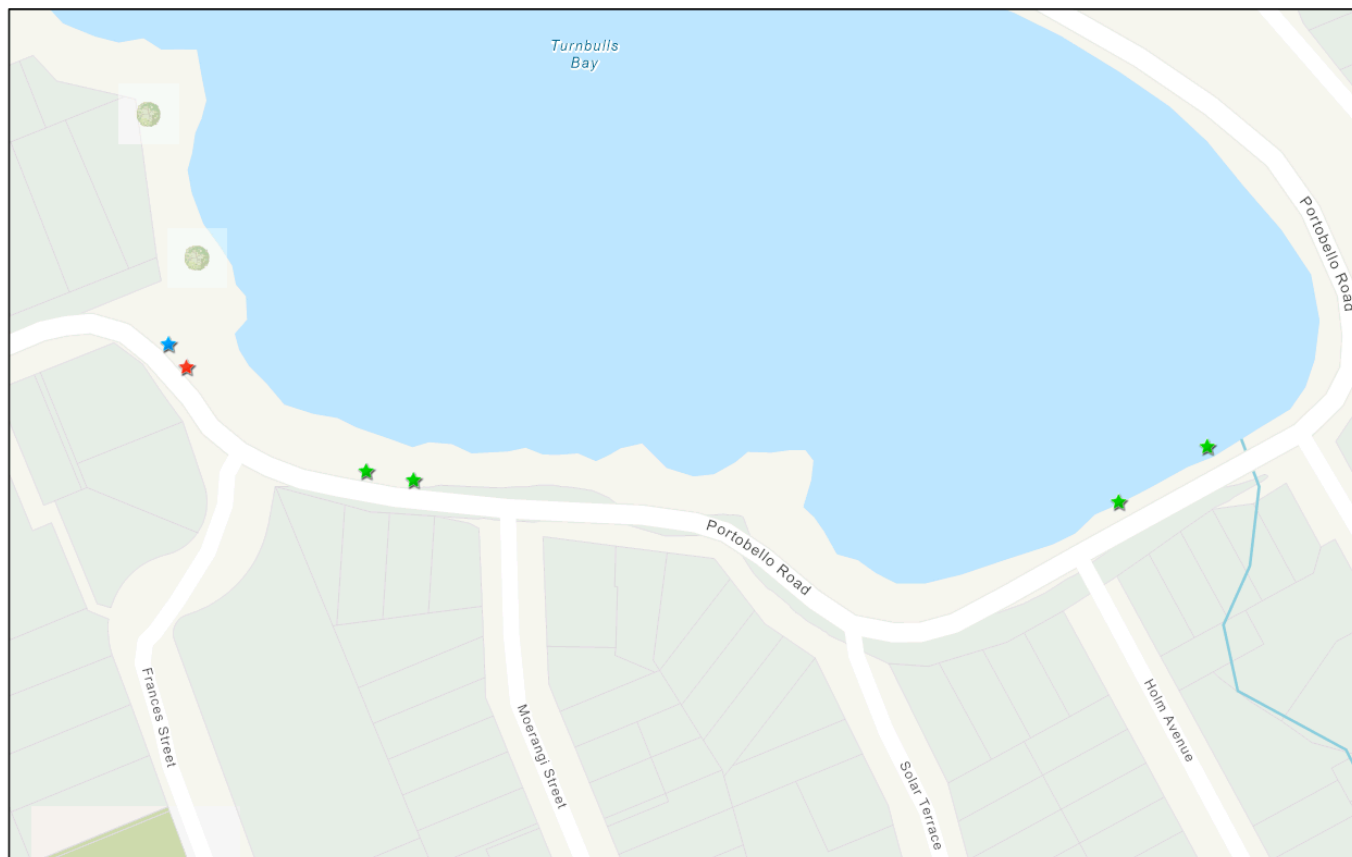 Turnbulls
Bay
Portobello Road
Portobello Road
Frances Street
Moerangi Street
Solar Terrace
Holm Avenue